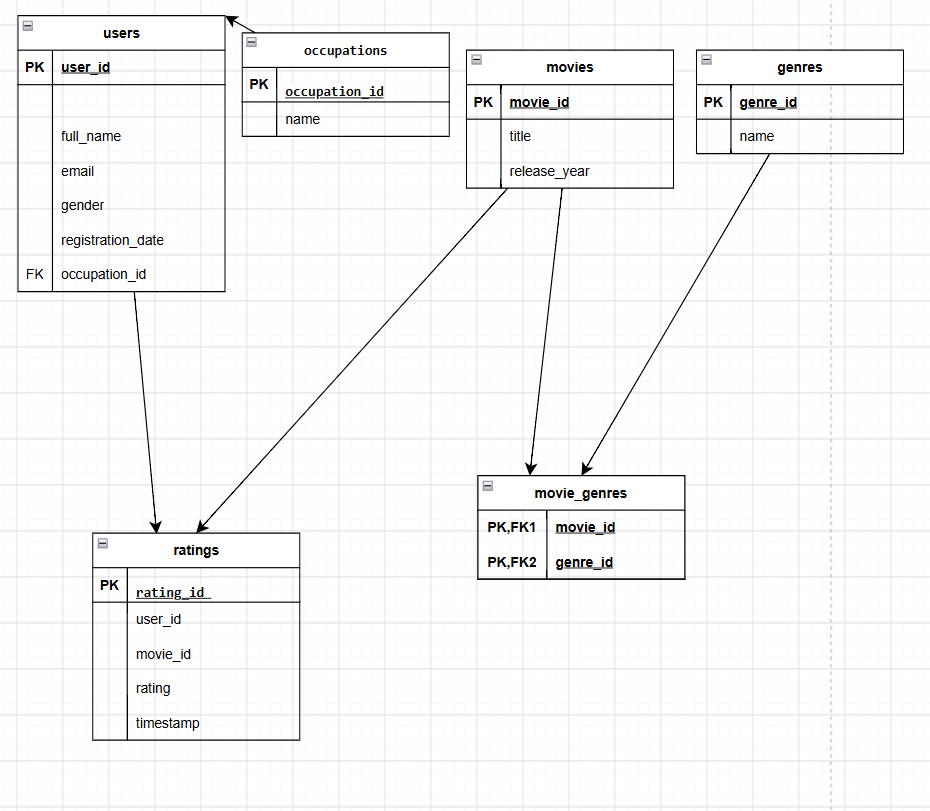 users
PK user_id
full_name
email
gender
registration_date
FK occupation_id
occupations
PK occupation_id
name
movies
PK movie_id
title
release_year
genres
PK genre_id
name
ratings
PK rating_id
user_id
movie_id
rating
timestamp
movie_genres
PK,FK1 movie_id
PK,FK2 genre_id